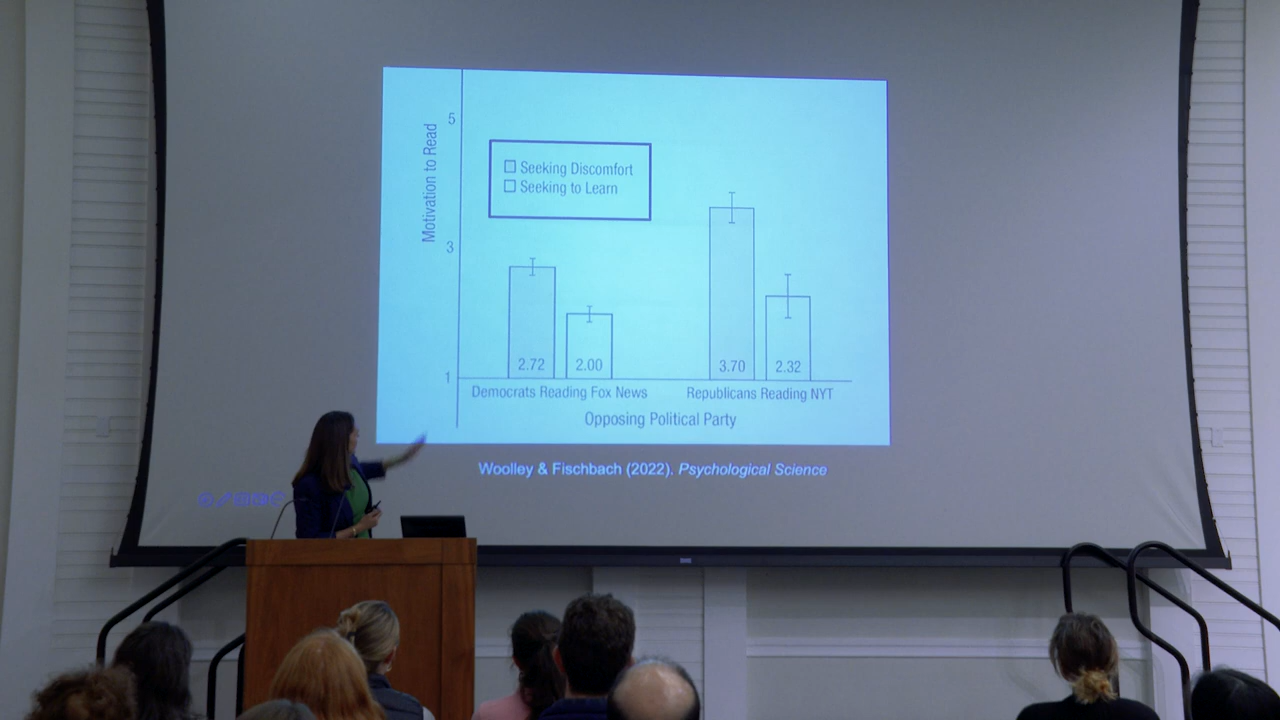 5
Motivation to Read
Seeking Discomfort
Seeking to Learn
3
2.72
2.00
3.70
2.32
1
Democrats Reading Fox News
Republicans Reading NYT
Opposing Political Party
Woolley & Fischbach (2022). Psychological Science